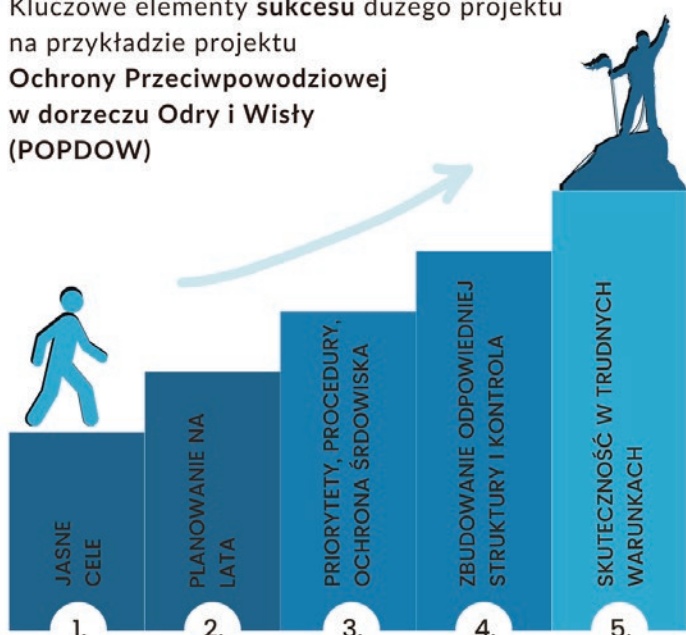 Kluczowe elementy sukcesu dużego projektu
na przykładzie projektu
Ochrony Przeciwpowodziowej
w dorzeczu Odry i Wisły
(POPDOW)
JASNE
CELE
1.
PLANOWANIE NA
LATA
2.
PRIORYTETY, PROCEDURY,
OCHRONA ŚRDOWISKA
3.
ZBUDOWANIE ODPOWIEDNIEJ
STRUKTURY I KONTROLA
4.
SKUTECZNOŚĆ W TRUDNYCH
WARUNKACH
5.